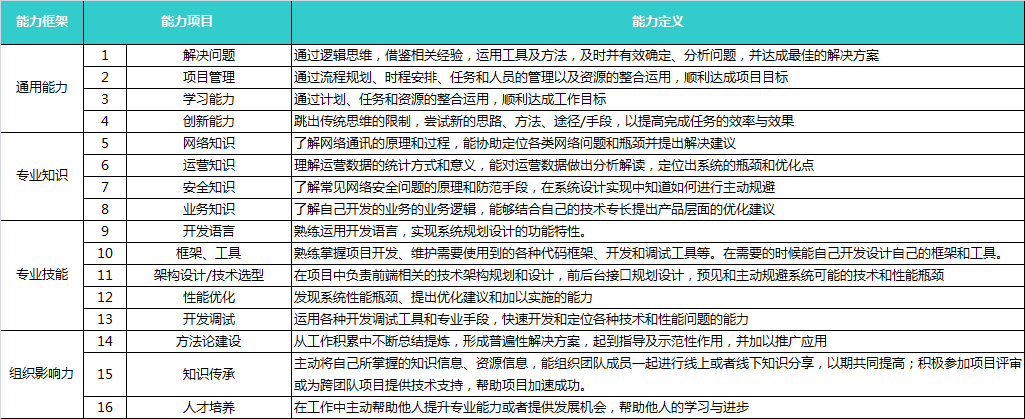 能力框架 能力项目 能力定义
通用能力
1 解决问题 通过逻辑思维，借鉴相关经验，运用工具及方法，及时并有效确定、分析问题，并达成最佳的解决方案
2 项目管理 通过流程规划、时程安排、任务和人员的管理以及资源的整合运用，顺利达成项目目标
3 学习能力 通过计划、任务和资源的整合运用，顺利达成工作目标
4 创新能力 跳出传统思维的限制，尝试新的思路、方法、途径/手段，以提高完成任务的效率与效果
专业知识
5 网络知识 了解网络通讯的原理和过程，能协助定位各类网络问题和瓶颈并提出解决建议
6 运营知识 理解运营数据的统计方式和意义，能对运营数据做出分析解读，定位出系统的瓶颈和优化点
7 安全知识 了解常见网络安全问题的原理和防范手段，在系统设计实现中知道如何进行主动规避
8 业务知识 了解自己开发的业务的业务逻辑，能够结合自己的技术专长提出产品层面的优化建议
专业技能
9 开发语言 熟练运用开发语言，实现系统规划设计的功能特性。
10 框架、工具 熟练掌握项目开发、维护需要使用到的各种代码框架、开发和调试工具等。在需要的时候能自己开发设计自己的框架和工具。
11 架构设计/技术选型 在项目中负责前端相关的技术架构规划和设计，前后台接口规划设计，预见和主动规避系统可能的技术和性能瓶颈
12 性能优化 发现系统性能瓶颈、提出优化建议和加以实施的能力
13 开发调试 运用各种开发调试工具和专业手段，快速开发和定位各种技术和性能问题的能力
组织影响力
14 方法论建设 从工作积累中不断总结提炼，形成普遍性解决方案，起到指导及示范性作用，并加以推广应用
15 知识传承 主动将自己所掌握的知识信息、资源信息，能组织团队成员一起进行线上或者线下知识分享，以期共同提高；积极参加项目评审
或为跨团队项目提供技术支持，帮助项目加速成功。
16 人才培养 在工作中主动帮助他人提升专业能力或者提供发展机会，帮助他人的学习与进步